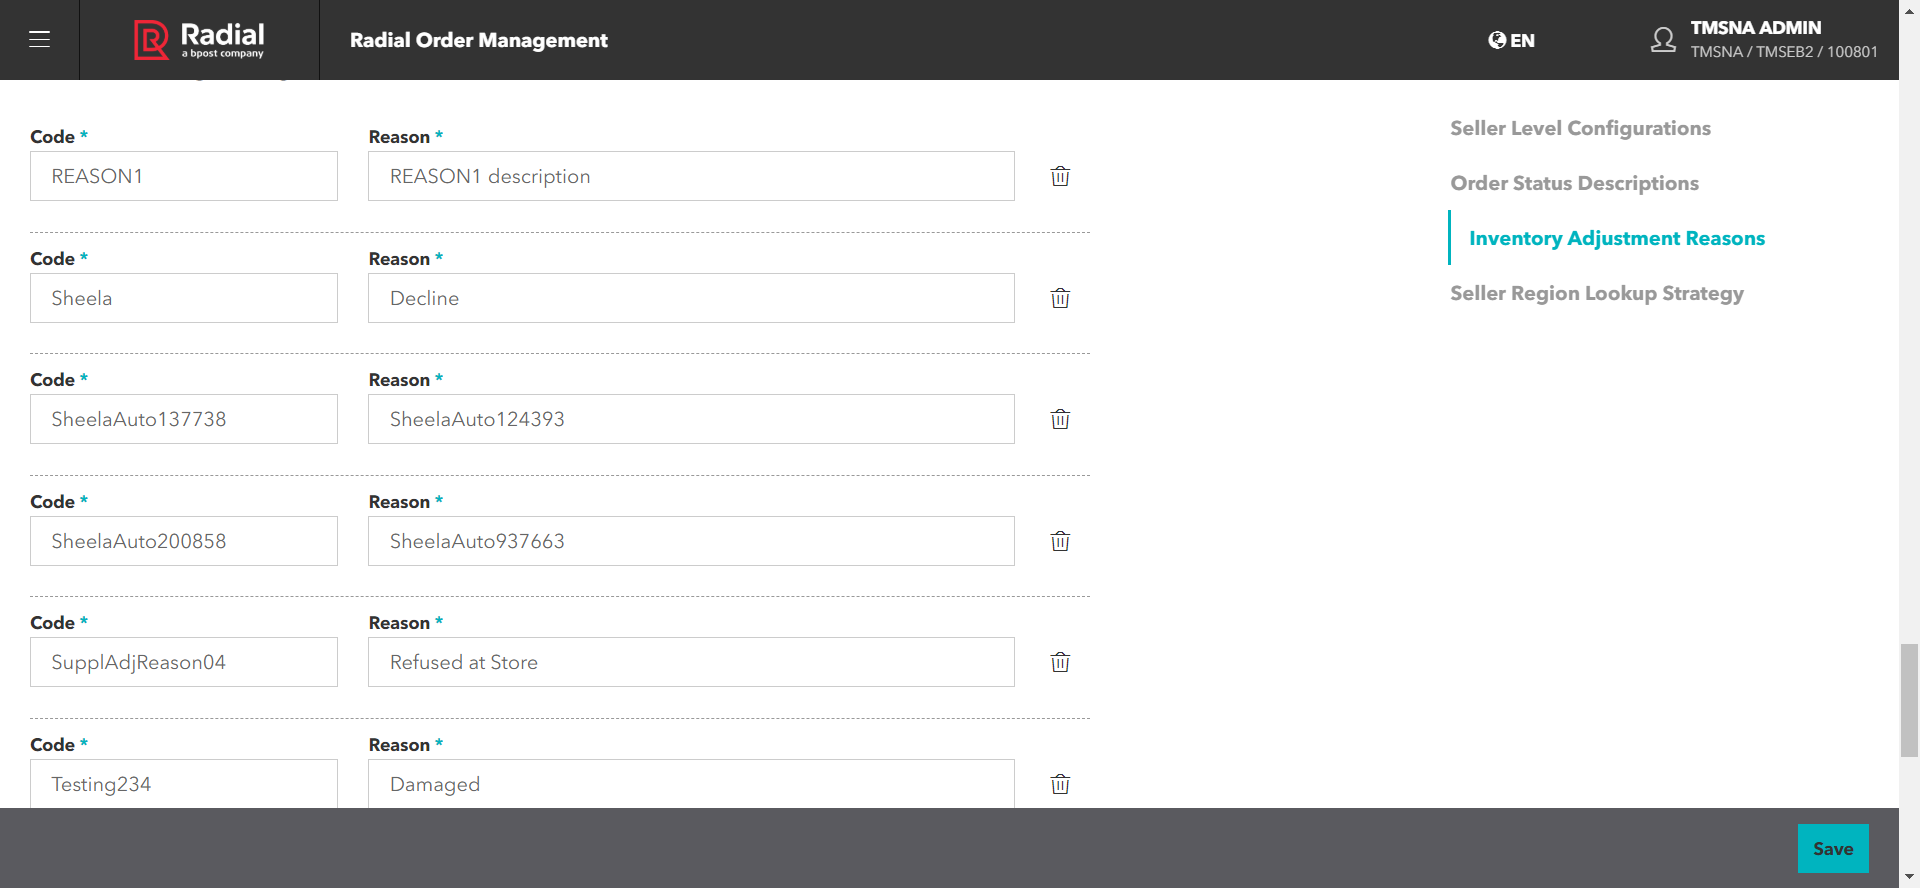 Radial
a bpost company
Radial Order Management
EN
TMSNA ADMIN
TMSNA / TMSEB2 / 100801
Code *
Reason *
REASON1
REASON1 description
Code *
Reason *
Sheela
Decline
Code *
Reason *
SheelaAuto137738
SheelaAuto124393
Code *
Reason *
SheelaAuto200858
SheelaAuto937663
Code *
Reason *
SupplAdjReason04
Refused at Store
Code *
Reason *
Testing234
Damaged
Seller Level Configurations
Order Status Descriptions
Inventory Adjustment Reasons
Seller Region Lookup Strategy
Save